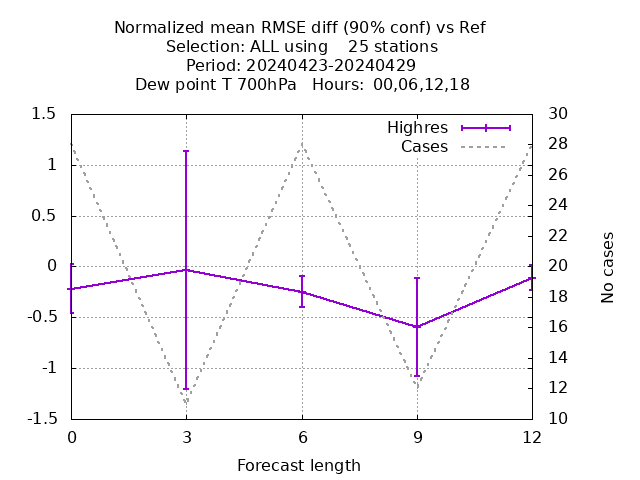 Normalized mean RMSE diff (90% conf) vs Ref
Selection: ALL using    25 stations
Period: 20240423-20240429
Dew point T 700hPa   Hours:  00,06,12,18
Highres
Cases
1.5
1
0.5
0
-0.5
-1
-1.5
30
28
26
24
22
20
18
16
14
12
10
No cases
0
3
6
9
12
Forecast length